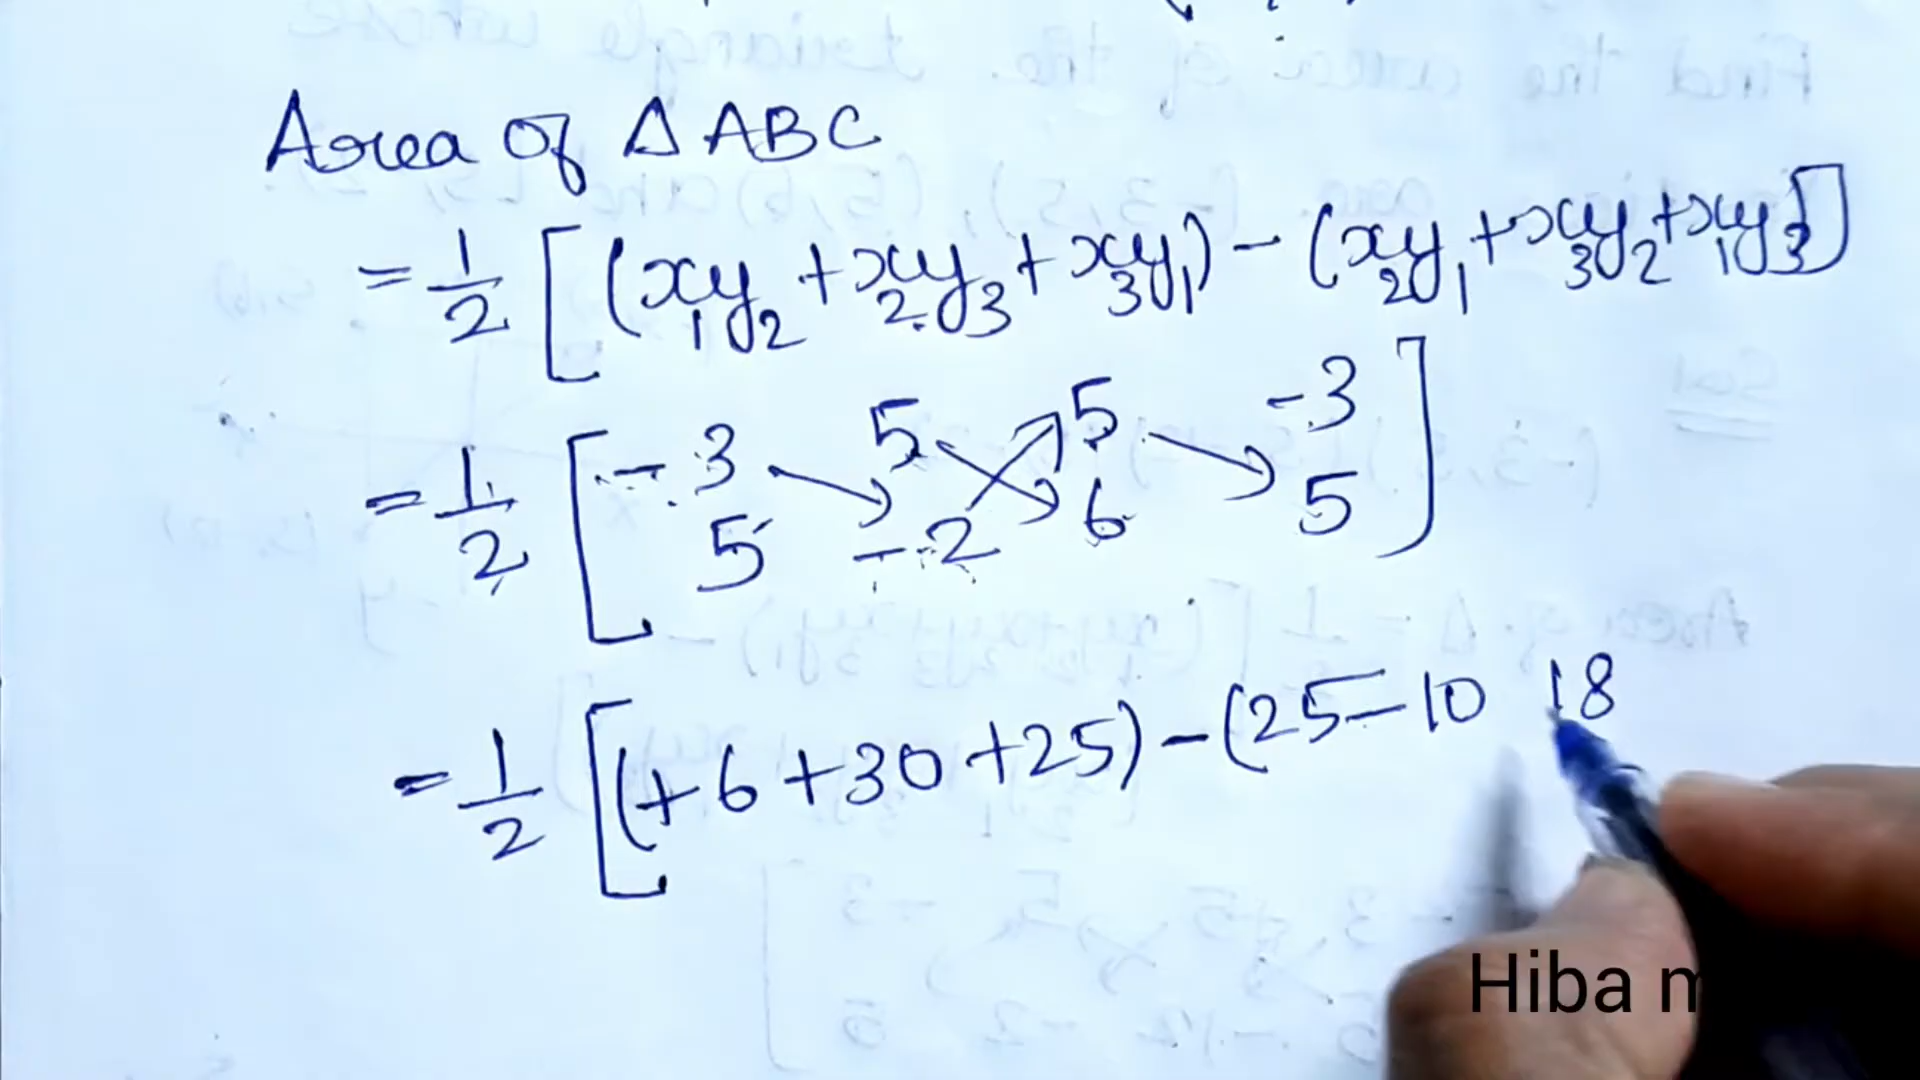 Area of △ABC
= 1/2 [(x₁y₂ + x₂y₃ + x₃y₁) - (x₂y₁ + x₃y₂ + x₁y₃)]
= 1/2 [ -3 5 5 -3
5 -2 6 5 ]
= 1/2 [(+6 +30 +25) - (25 - 10 18
Hiba m